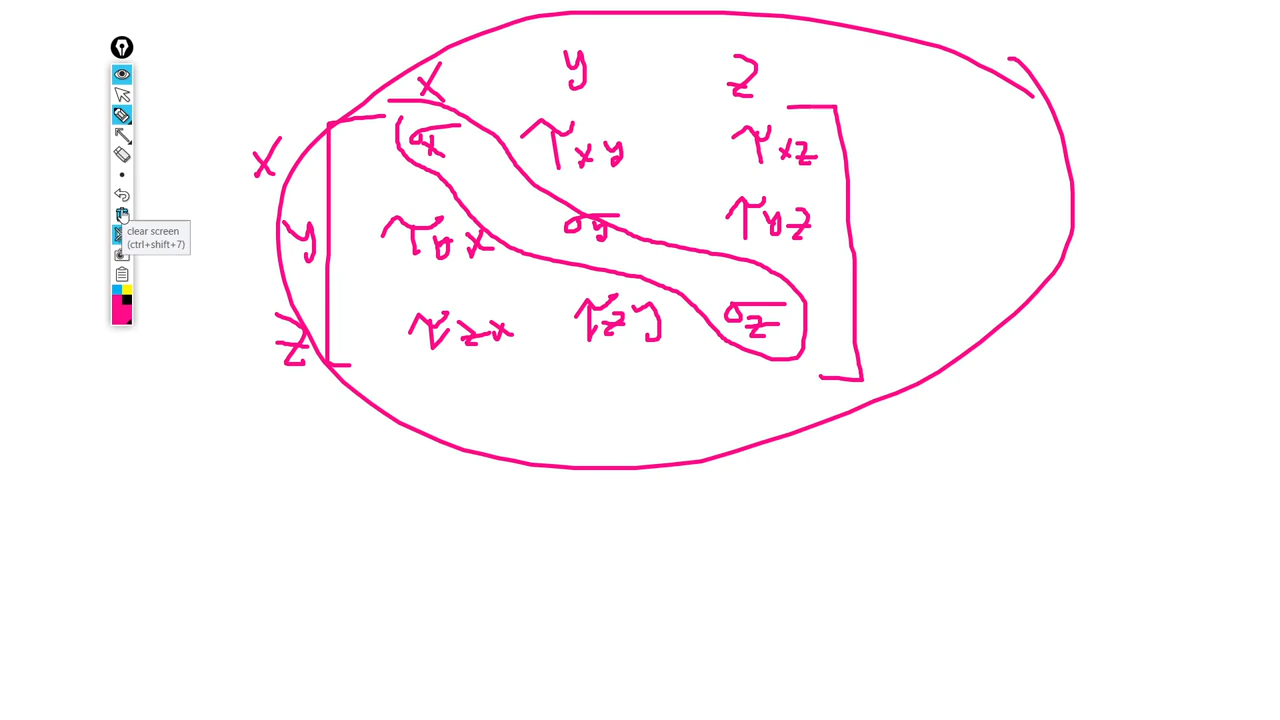 x y z
x σx τxy τxz
y τyx σy τyz
z τzx τzy σz
clear screen
(ctrl+shift+7)